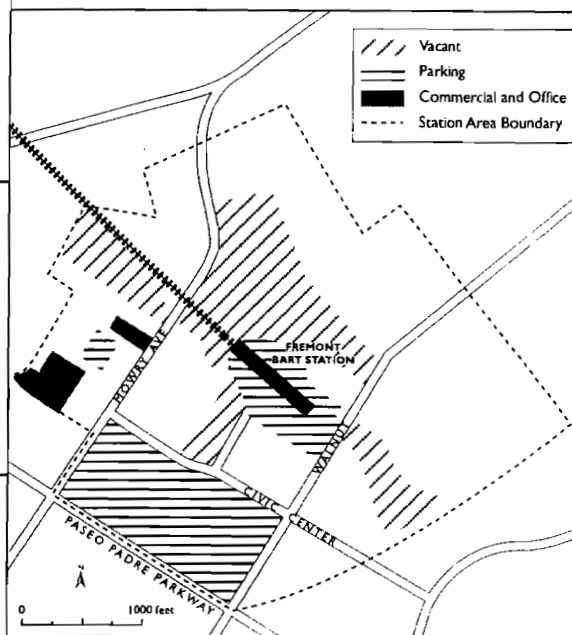 Vacant
Parking
Commercial and Office
Station Area Boundary
FREMONT
BART STATION
MOWRY AVE
WALNUT
CIVIC CENTER
PASEO PADRE PARKWAY
N
0 1000 feet